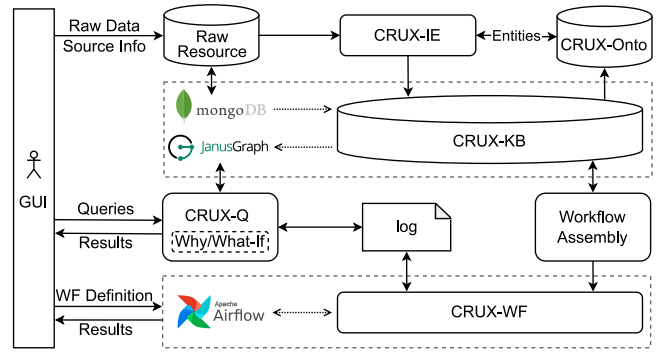 Raw Data
Source Info
Raw
Resource
CRUX-IE
Entities
CRUX-Onto
mongoDB
JanusGraph
CRUX-KB
GUI
Queries
Results
CRUX-Q
Why/What-If
log
Workflow
Assembly
WF Definition
Results
Apache
Airflow
CRUX-WF